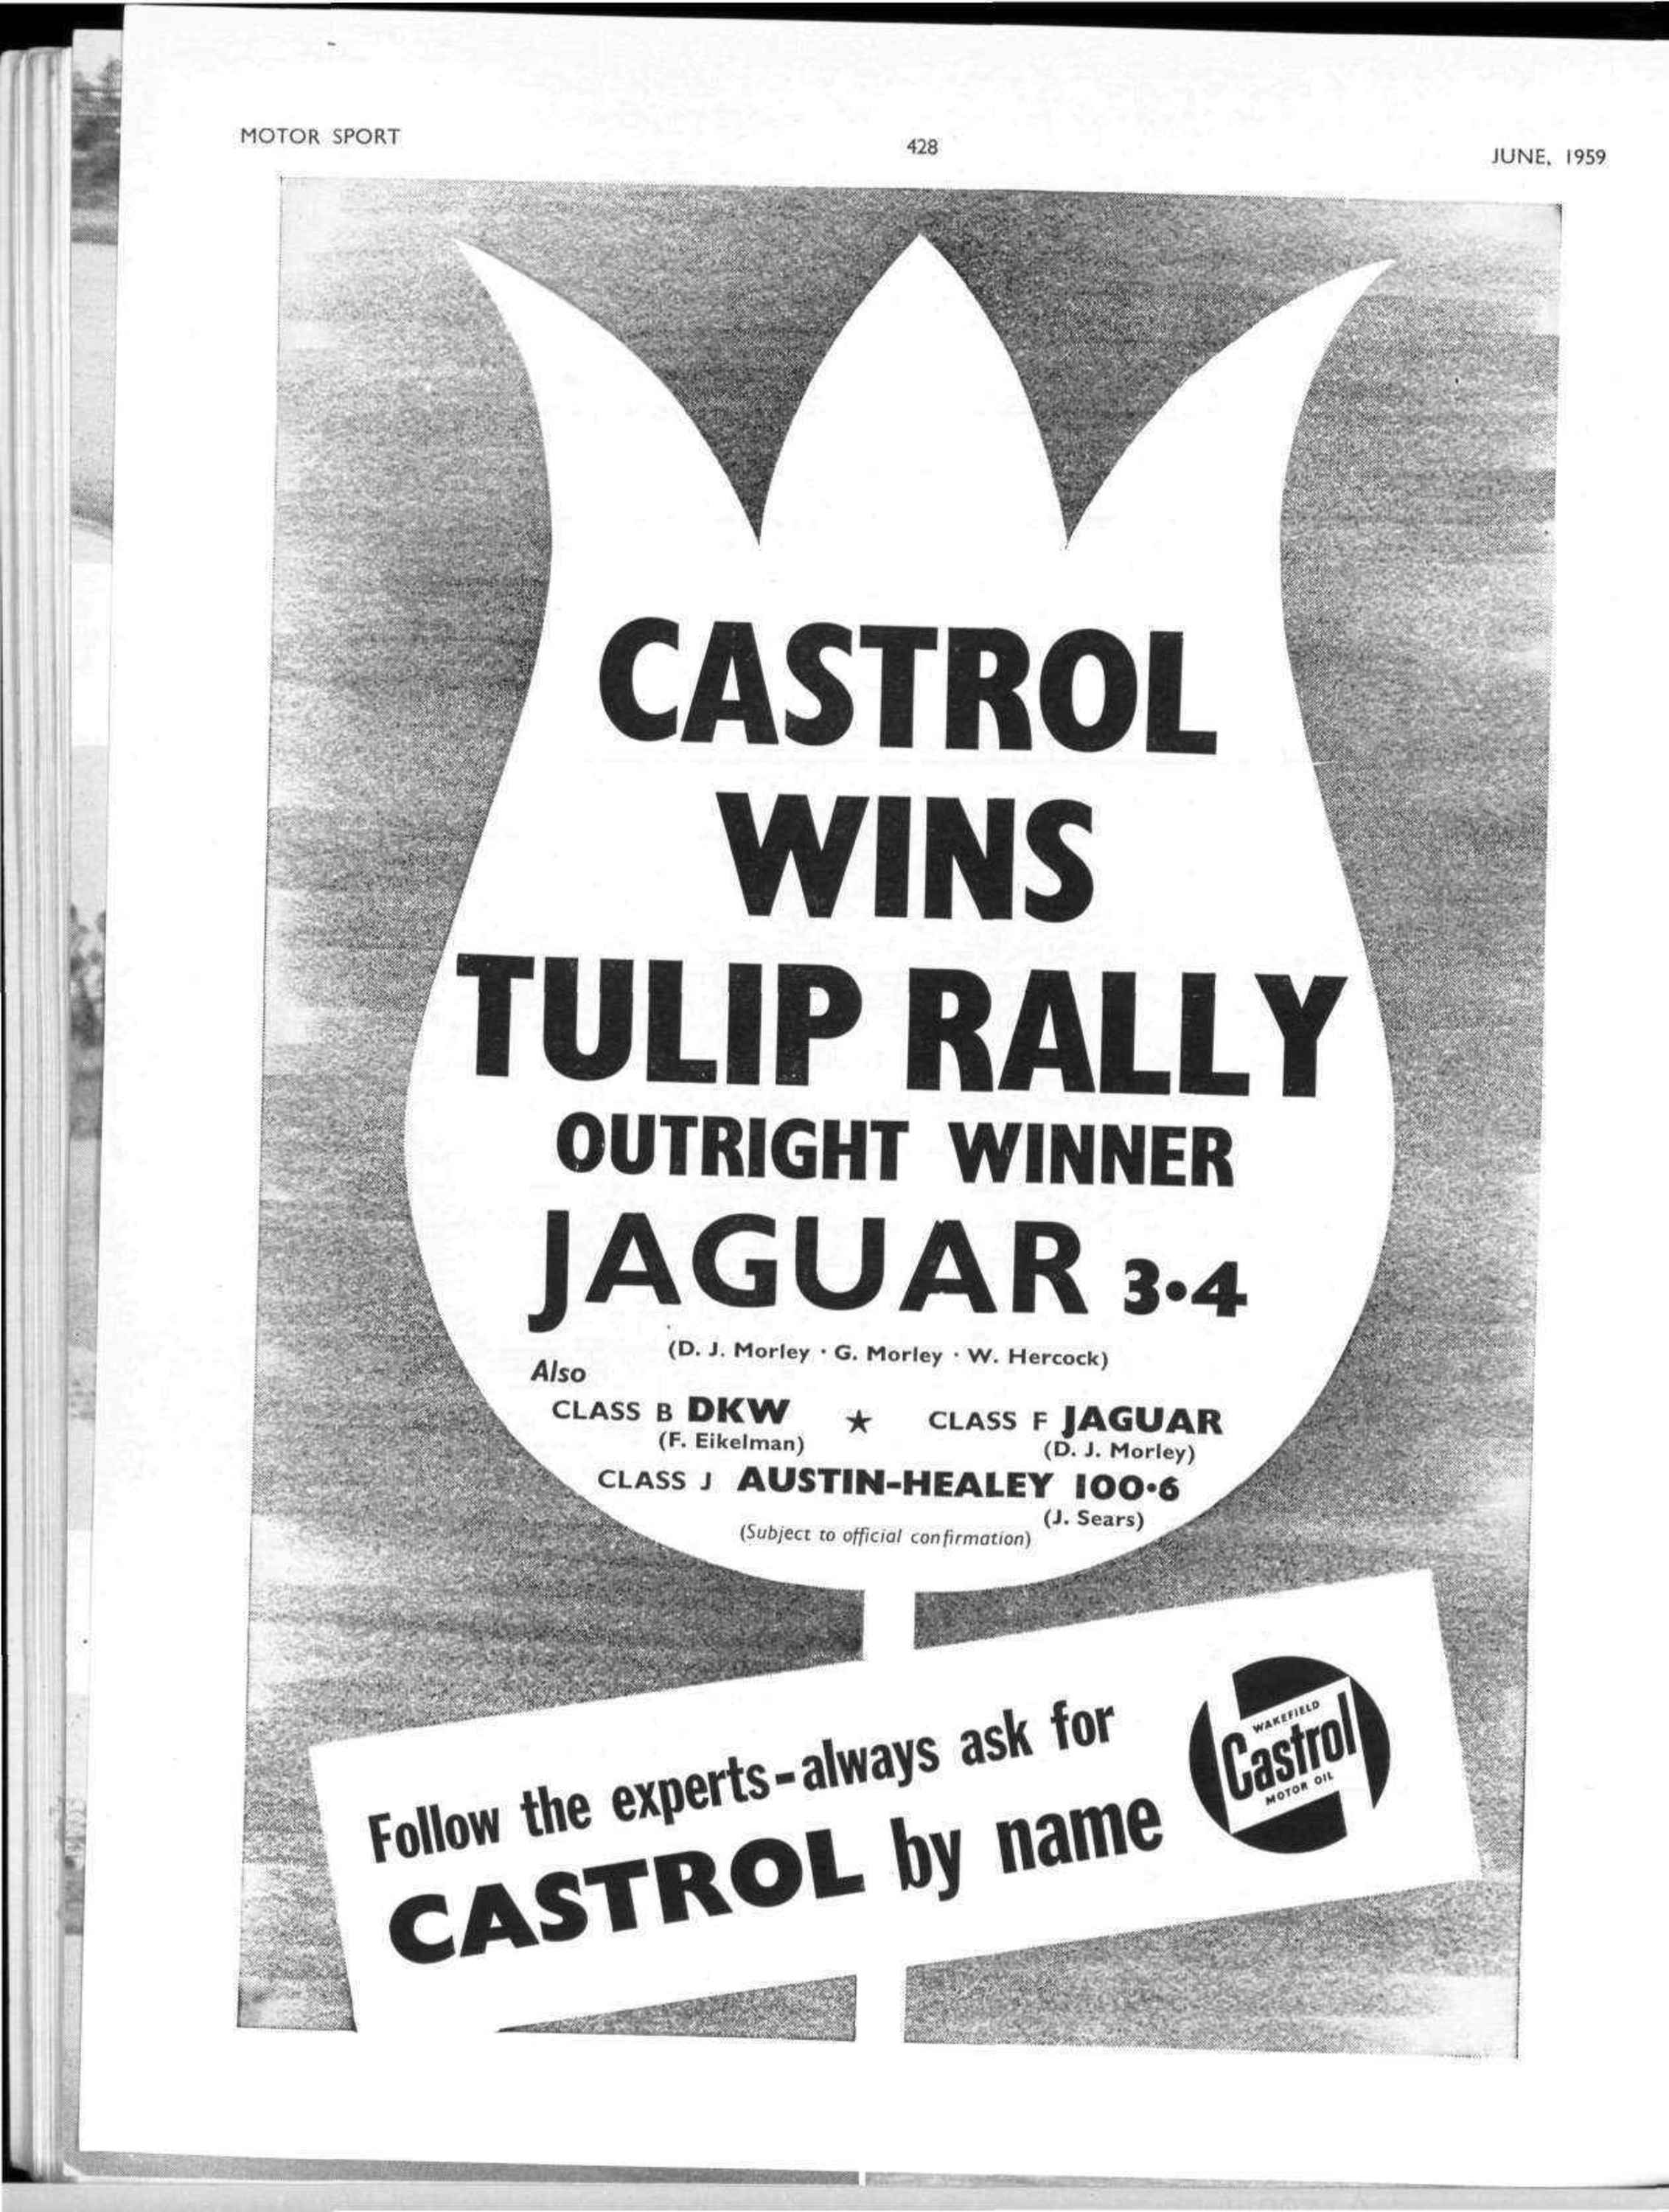 MOTOR SPORT
428
JUNE, 1959
CASTROL
WINS
TULIP RALLY
OUTRIGHT WINNER
JAGUAR 3·4
(D. J. Morley · G. Morley · W. Hercock)
Also
CLASS B DKW ★ CLASS F JAGUAR
(F. Eikelman) (D. J. Morley)
CLASS J AUSTIN-HEALEY 100·6
(J. Sears)
(Subject to official confirmation)
Follow the experts-always ask for
CASTROL by name
WAKEFIELD
Castrol
MOTOR OIL